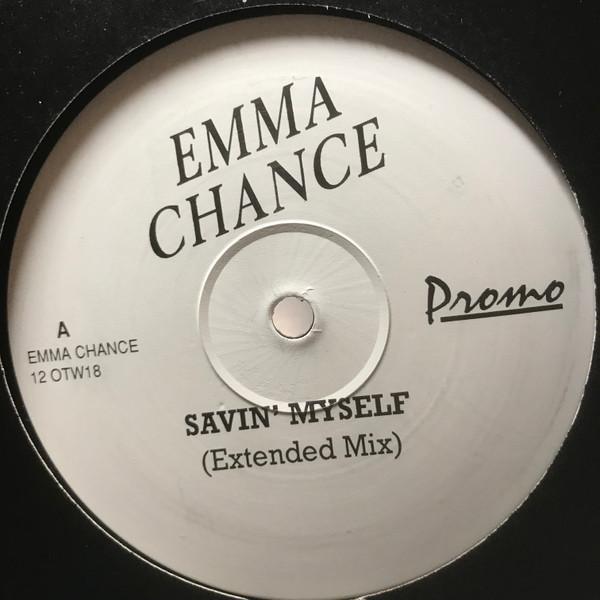 EMMA
CHANCE
Promo
A
EMMA CHANCE
12 OTW18
SAVIN' MYSELF
(Extended Mix)